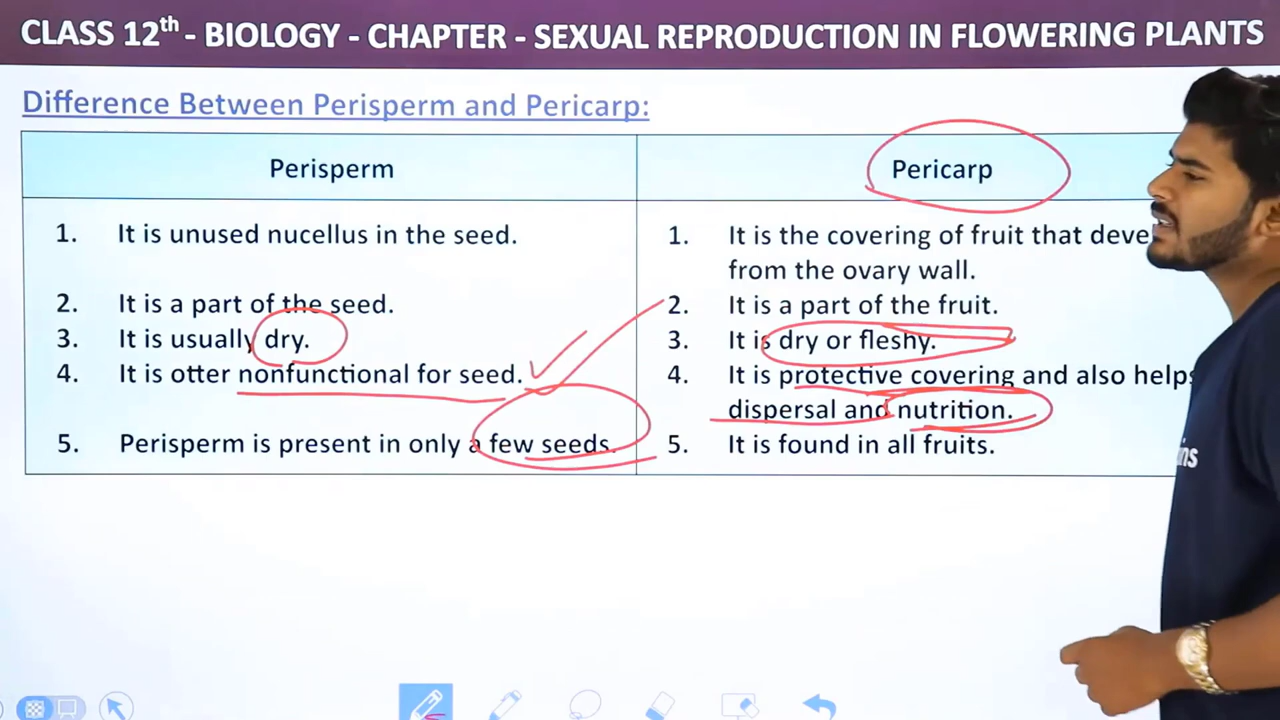 CLASS 12th - BIOLOGY - CHAPTER - SEXUAL REPRODUCTION IN FLOWERING PLANTS
Difference Between Perisperm and Pericarp:
Perisperm
1. It is unused nucellus in the seed.
2. It is a part of the seed.
3. It is usually dry.
4. It is otter nonfunctional for seed.
5. Perisperm is present in only a few seeds.
Pericarp
1. It is the covering of fruit that
from the ovary wall.
2. It is a part of the fruit.
3. It is dry or fleshy.
4. It is protective covering and also helps
dispersal and nutrition.
5. It is found in all fruits.